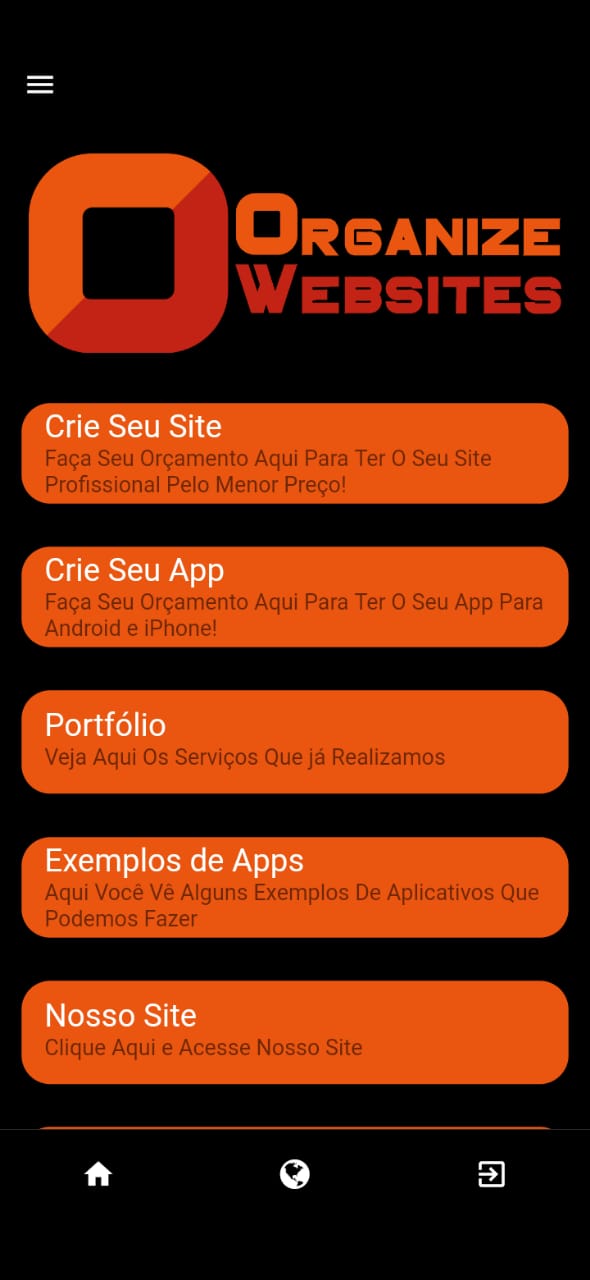 Organize
Websites
Crie Seu Site
Faça Seu Orçamento Aqui Para Ter O Seu Site
Profissional Pelo Menor Preço!
Crie Seu App
Faça Seu Orçamento Aqui Para Ter O Seu App Para
Android e iPhone!
Portfólio
Veja Aqui Os Serviços Que já Realizamos
Exemplos de Apps
Aqui Você Vê Alguns Exemplos De Aplicativos Que
Podemos Fazer
Nosso Site
Clique Aqui e Acesse Nosso Site